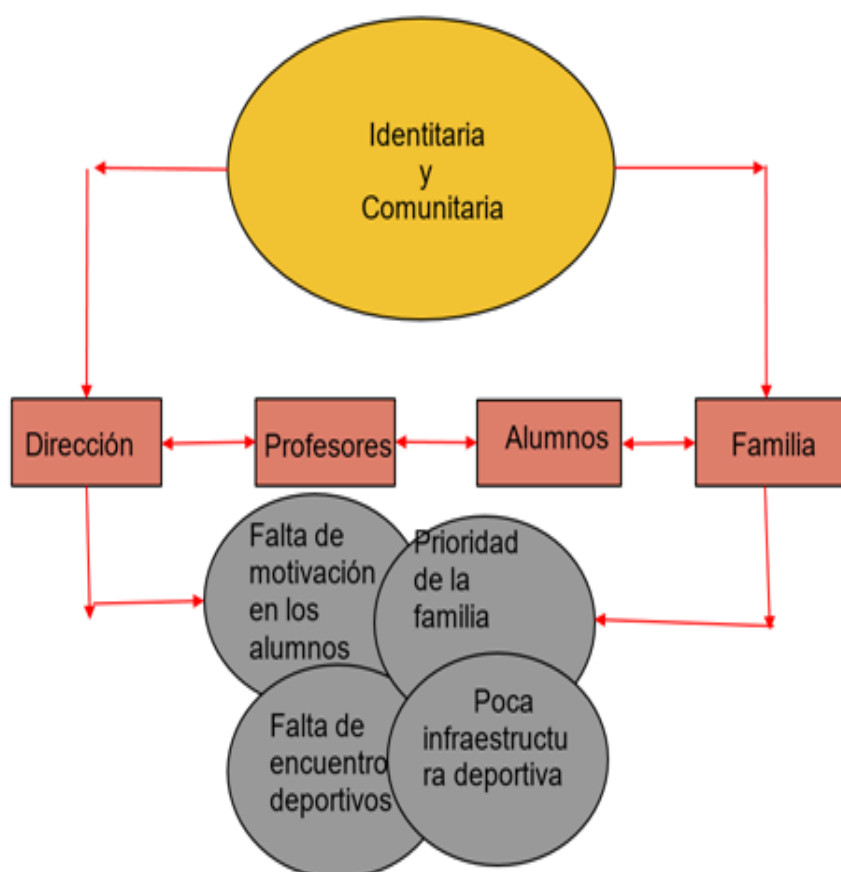 Identitaria
y
Comunitaria
Dirección
Profesores
Alumnos
Familia
Falta de
motivación
en los
alumnos
Prioridad
de la
familia
Falta de
encuentro
deportivos
Poca
infraestructu
ra deportiva